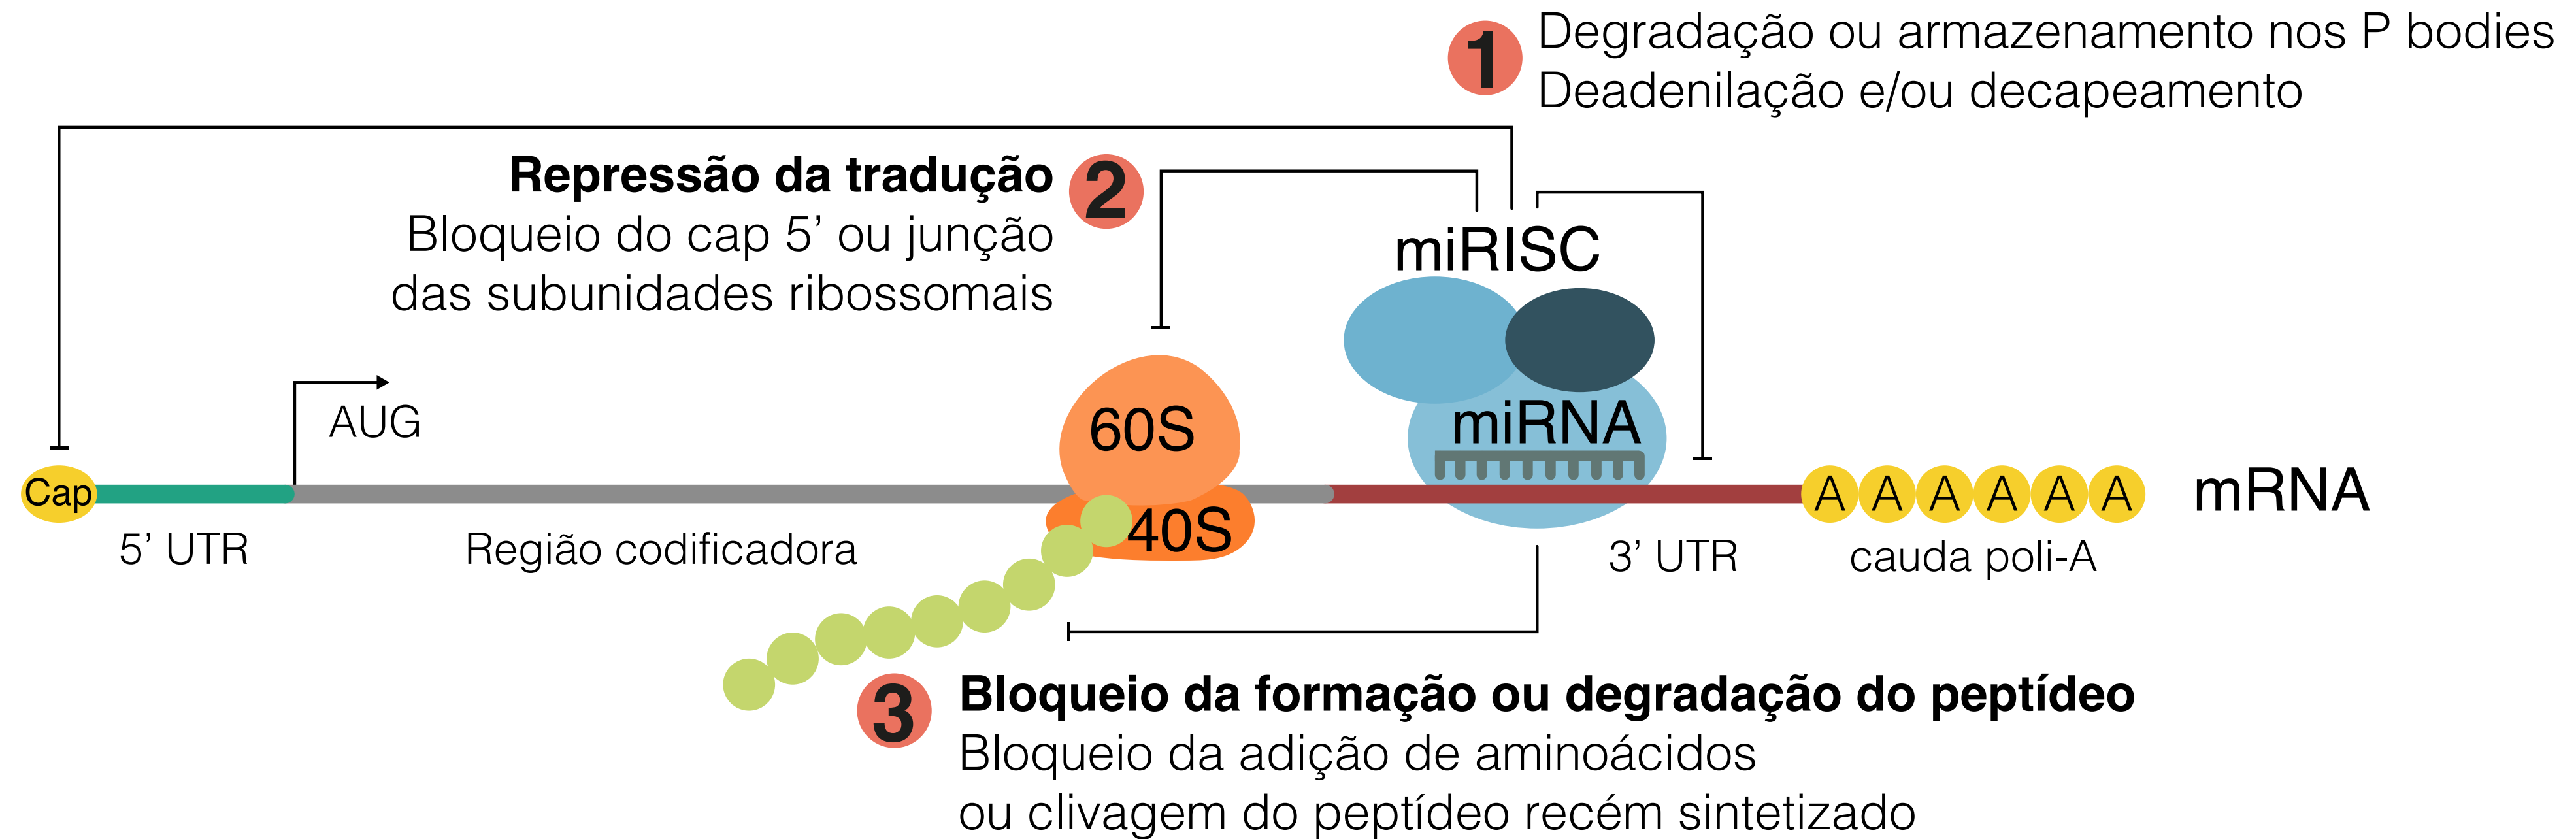 1
Degradação ou armazenamento nos P bodies
Deadenilação e/ou decapeamento
Repressão da tradução
2
Bloqueio do cap 5’ ou junção
das subunidades ribossomais
miRISC
AUG
60S
miRNA
Cap
A A A A A A
mRNA
40S
5’ UTR
Região codificadora
3’ UTR
cauda poli-A
3
Bloqueio da formação ou degradação do peptídeo
Bloqueio da adição de aminoácidos
ou clivagem do peptídeo recém sintetizado